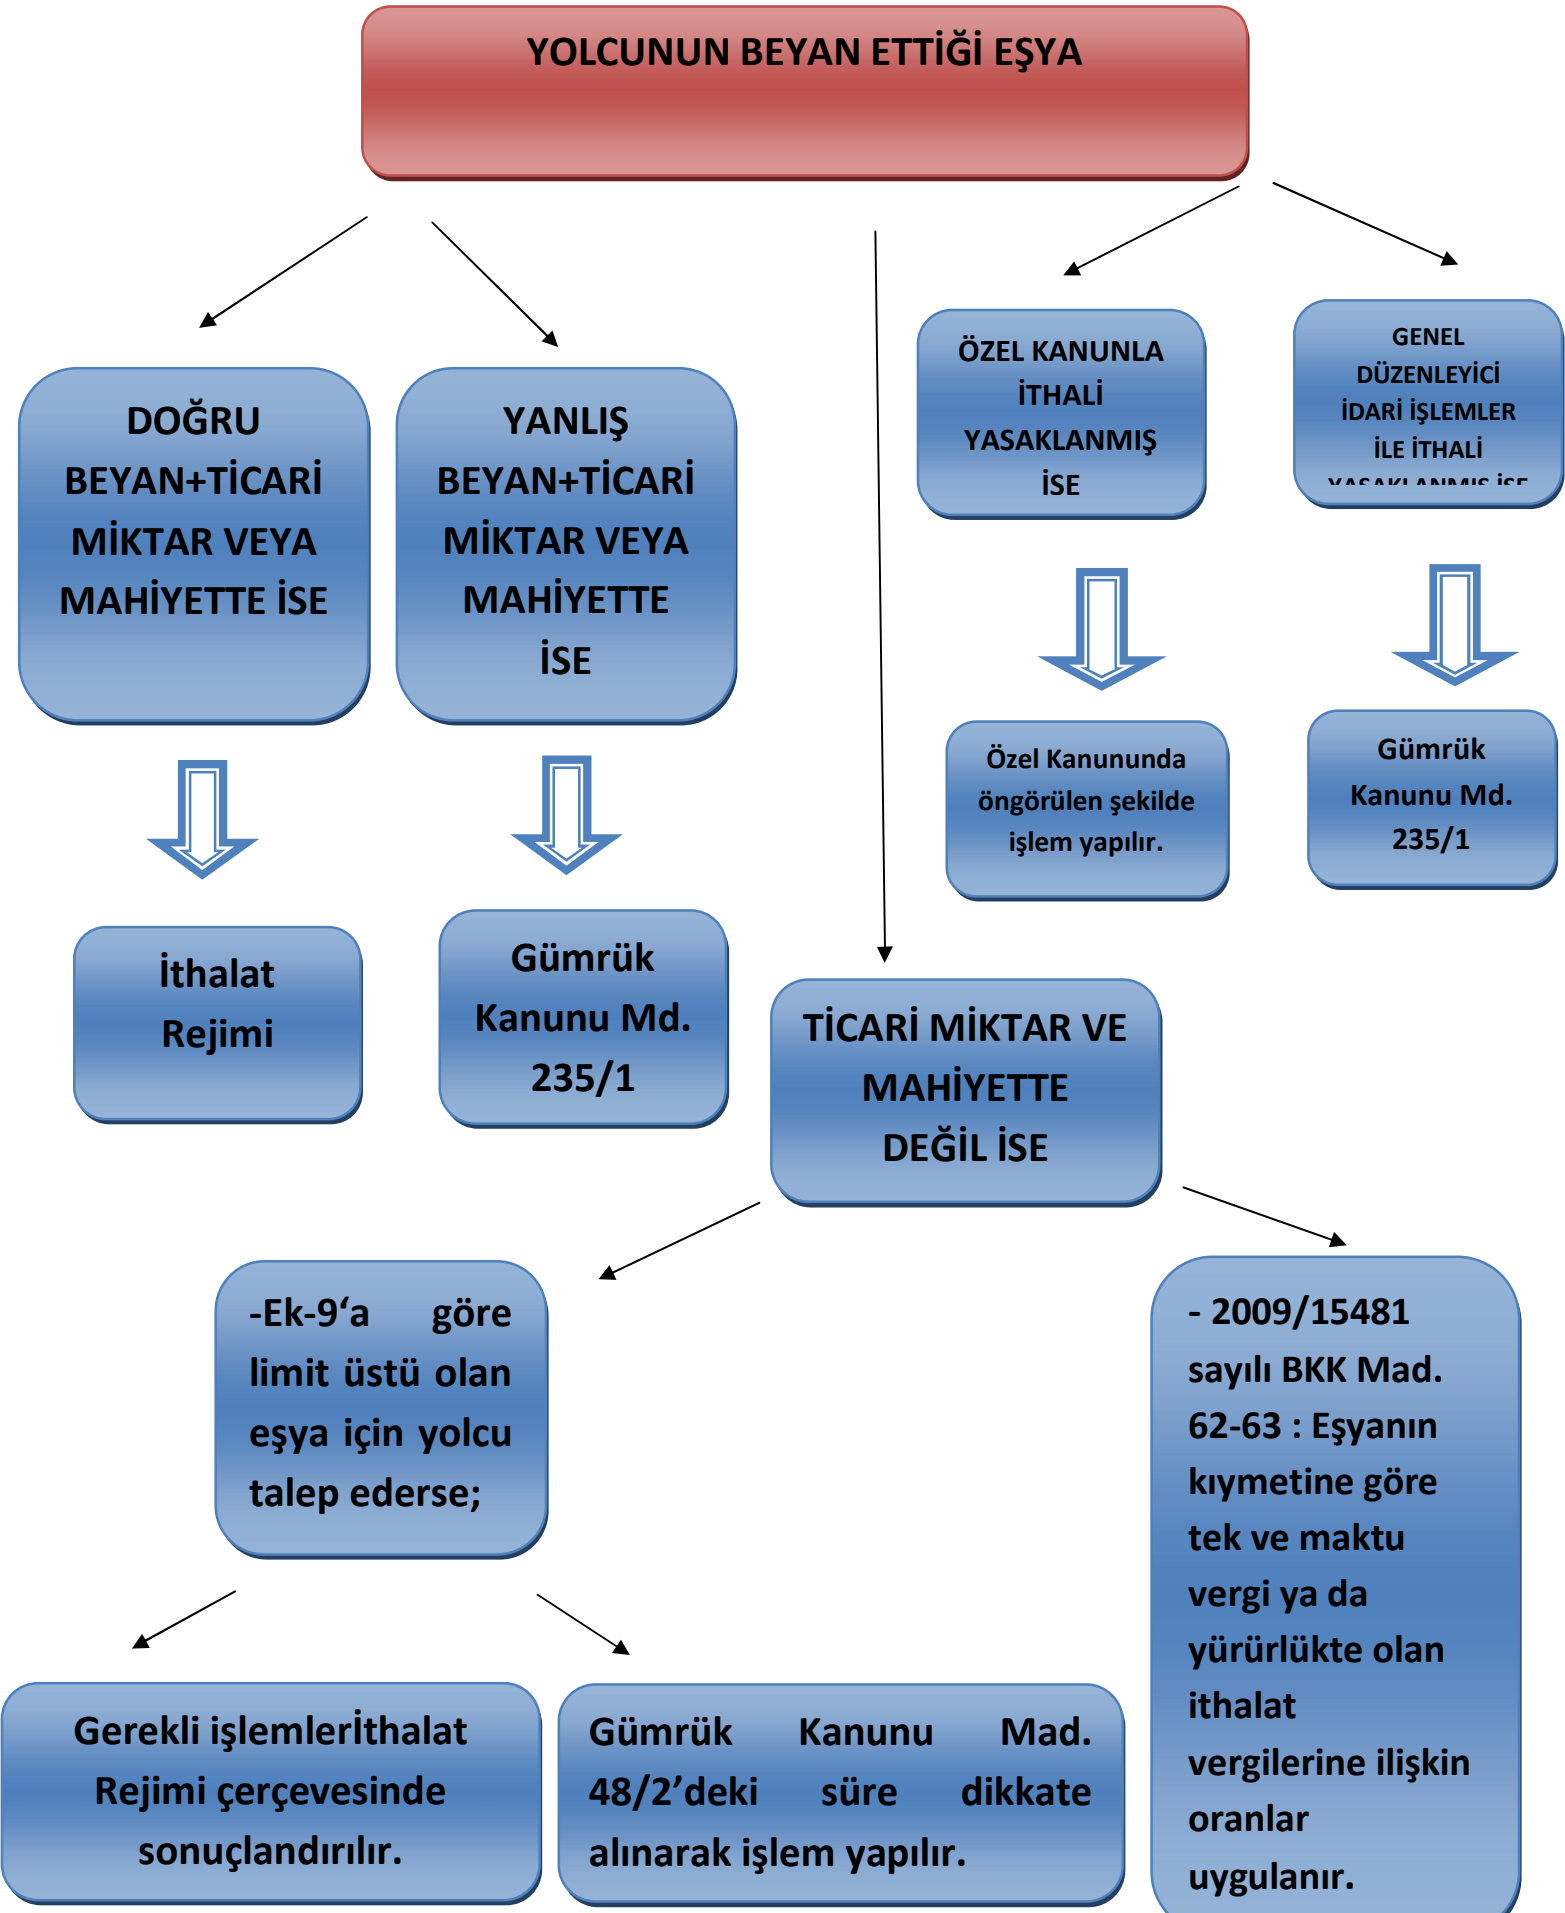 YOLCUNUN BEYAN ETTİĞİ EŞYA
DOĞRU
BEYAN+TİCARİ
MİKTAR VEYA
MAHİYETTE İSE
YANLIŞ
BEYAN+TİCARİ
MİKTAR VEYA
MAHİYETTE
İSE
ÖZEL KANUNLA
İTHALİ
YASAKLANMIŞ
İSE
GENEL
DÜZENLEYİCİ
İDARİ İŞLEMLER
İLE İTHALİ
YASAKLANMIŞ İSE
İthalat
Rejimi
Gümrük
Kanunu Md.
235/1
Özel Kanununda
öngörülen şekilde
işlem yapılır.
Gümrük
Kanunu Md.
235/1
TİCARİ MİKTAR VE
MAHİYETTE
DEĞİL İSE
-Ek-9‘a göre
limit üstü olan
eşya için yolcu
talep ederse;
- 2009/15481
sayılı BKK Mad.
62-63 : Eşyanın
kıymetine göre
tek ve maktu
vergi ya da
yürürlükte olan
ithalat
vergilerine ilişkin
oranlar
uygulanır.
Gerekli işlemlerİthalat
Rejimi çerçevesinde
sonuçlandırılır.
Gümrük Kanunu Mad.
48/2’deki süre dikkate
alınarak işlem yapılır.